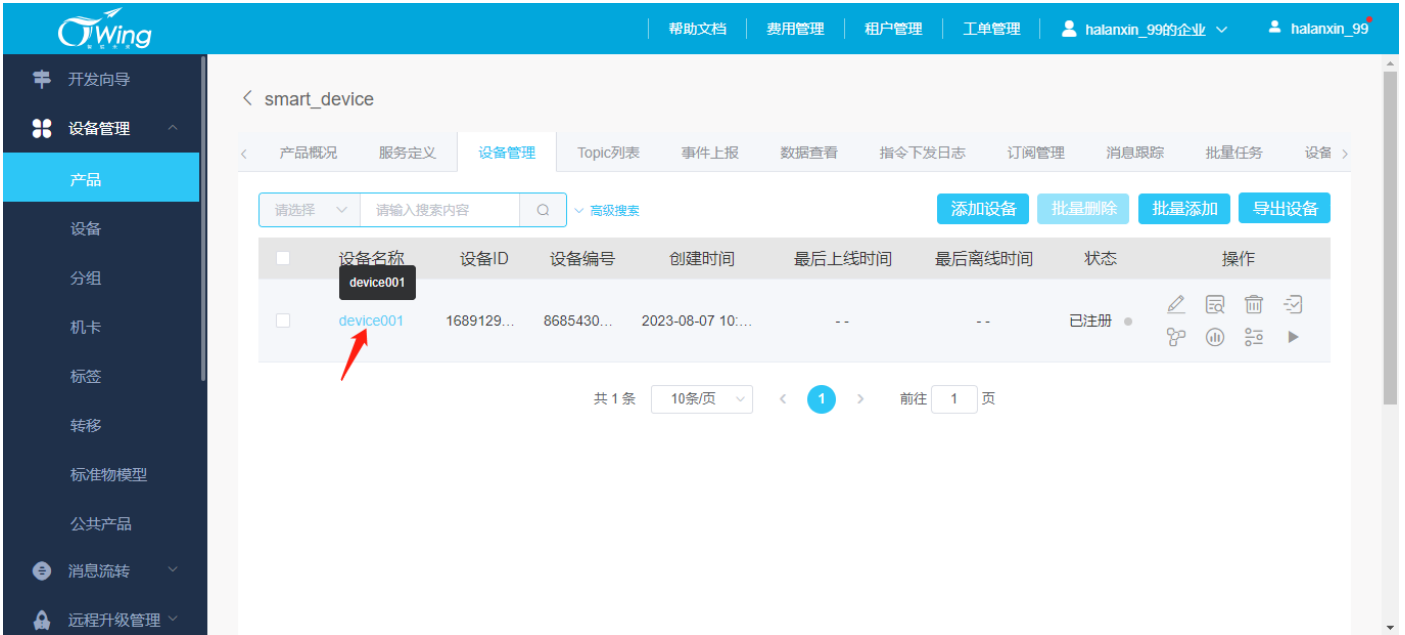 Wing
帮助文档 费用管理 租户管理 工单管理 halanxin_99的企业 halanxin_99
开发向导
设备管理
产品
设备
分组
机卡
标签
转移
标准物模型
公共产品
消息流转
远程升级管理
smart_device
产品概况 服务定义 设备管理 Topic列表 事件上报 数据查看 指令下发日志 订阅管理 消息跟踪 批量任务 设备
请选择 请输入搜索内容 高级搜索 添加设备 批量删除 批量添加 导出设备
设备名称 设备ID 设备编号 创建时间 最后上线时间 最后离线时间 状态 操作
device001
device001 1689129... 8685430... 2023-08-07 10:... - - - - 已注册
共 1 条 10条/页 1 前往 1 页